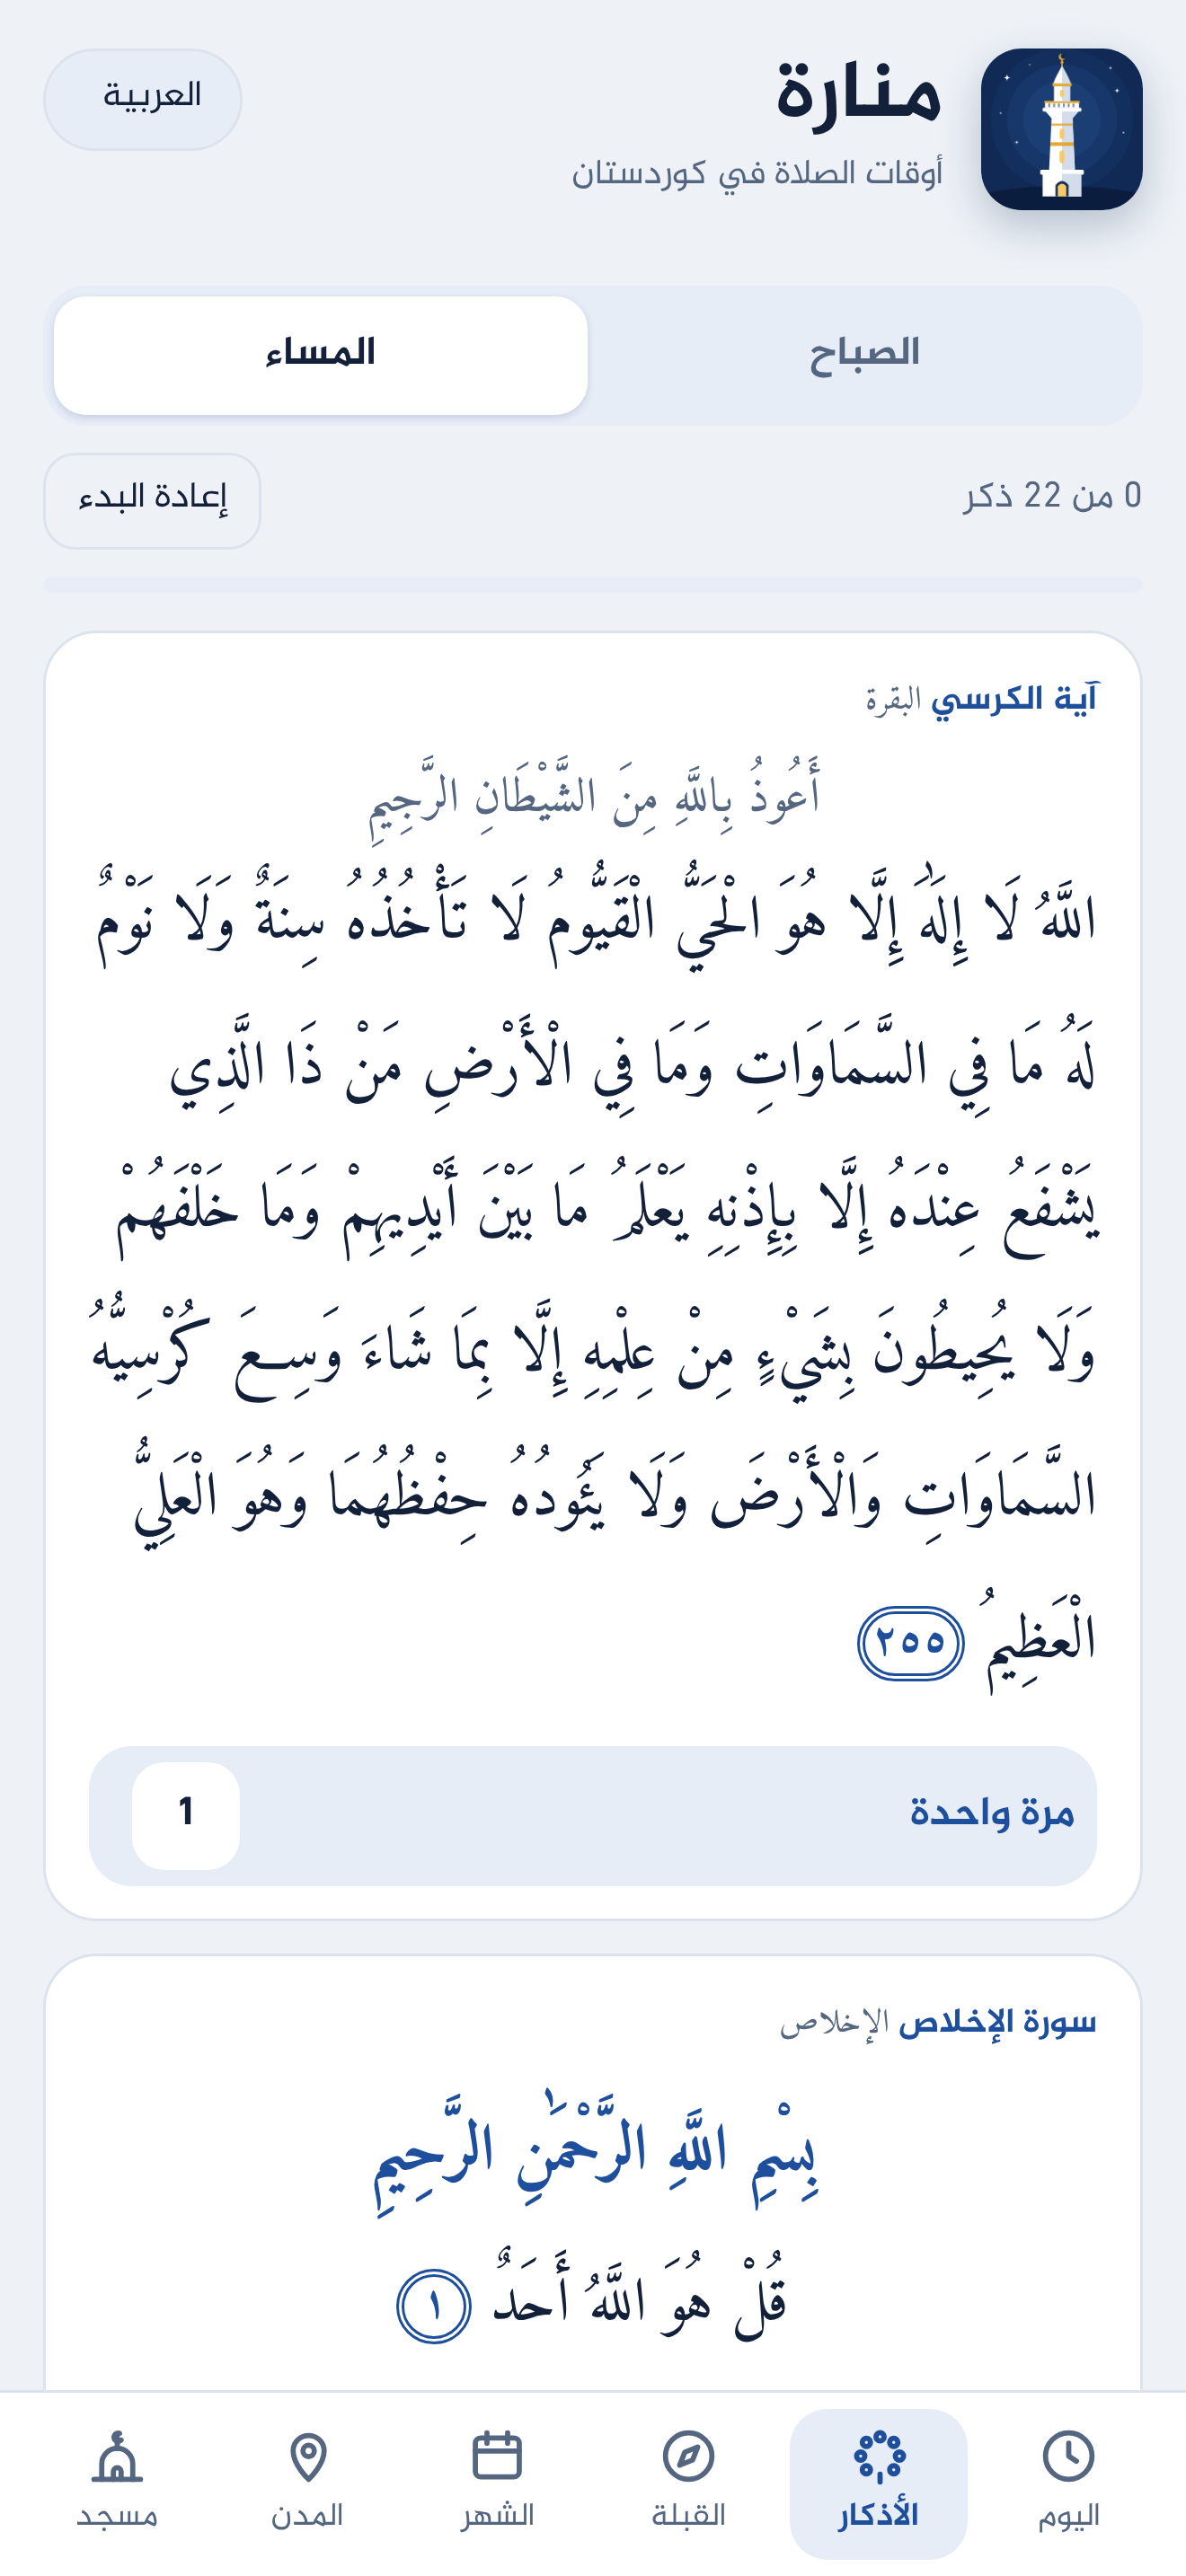 منارة
العربية
أوقات الصلاة في كوردستان
الصباح
المساء
0 من 22 ذكر
إعادة البدء
آية الكرسي البقرة
أَعُوذُ بِاللَّهِ مِنَ الشَّيْطَانِ الرَّجِيمِ
اللَّهُ لَا إِلَٰهَ إِلَّا هُوَ الْحَيُّ الْقَيُّومُ لَا تَأْخُذُهُ سِنَةٌ وَلَا نَوْمٌ
لَهُ مَا فِي السَّمَاوَاتِ وَمَا فِي الْأَرْضِ مَنْ ذَا الَّذِي
يَشْفَعُ عِنْدَهُ إِلَّا بِإِذْنِهِ يَعْلَمُ مَا بَيْنَ أَيْدِيهِمْ وَمَا خَلْفَهُمْ
وَلَا يُحِيطُونَ بِشَيْءٍ مِنْ عِلْمِهِ إِلَّا بِمَا شَاءَ وَسِعَ كُرْسِيُّهُ
السَّمَاوَاتِ وَالْأَرْضَ وَلَا يَئُودُهُ حِفْظُهُمَا وَهُوَ الْعَلِيُّ
الْعَظِيمُ ٢٥٥
مرة واحدة
1
سورة الإخلاص الإخلاص
بِسْمِ اللَّهِ الرَّحْمَٰنِ الرَّحِيمِ
قُلْ هُوَ اللَّهُ أَحَدٌ ١
اليوم
الأذكار
القبلة
الشهر
المدن
مسجد